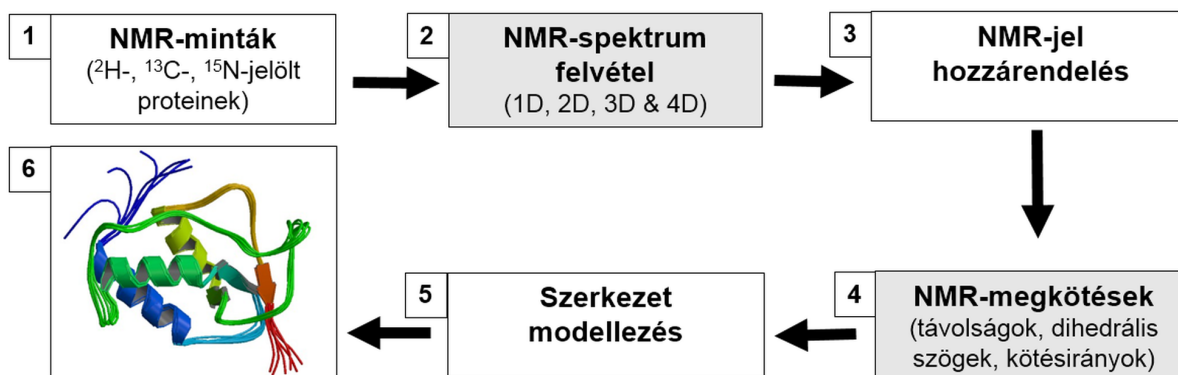 1
NMR-minták
(²H-, ¹³C-, ¹⁵N-jelölt
proteinek)
2
NMR-spektrum
felvétel
(1D, 2D, 3D & 4D)
3
NMR-jel
hozzárendelés
4
NMR-megkötések
(távolságok, dihedrális
szögek, kötésirányok)
5
Szerkezet
modellezés
6